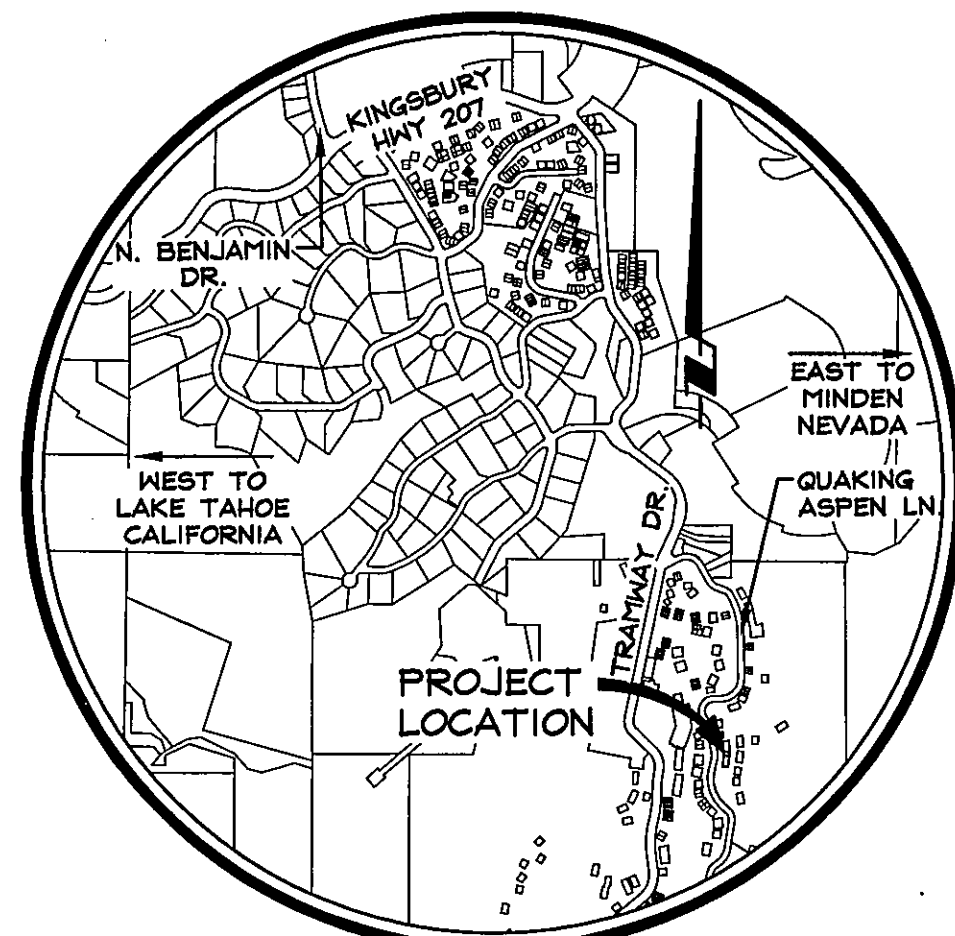 KINGSBURY
HWY 207
N. BENJAMIN
DR.
EAST TO
MINDEN
NEVADA
WEST TO
LAKE TAHOE
CALIFORNIA
QUAKING
ASPEN LN.
TRAMWAY DR.
PROJECT
LOCATION